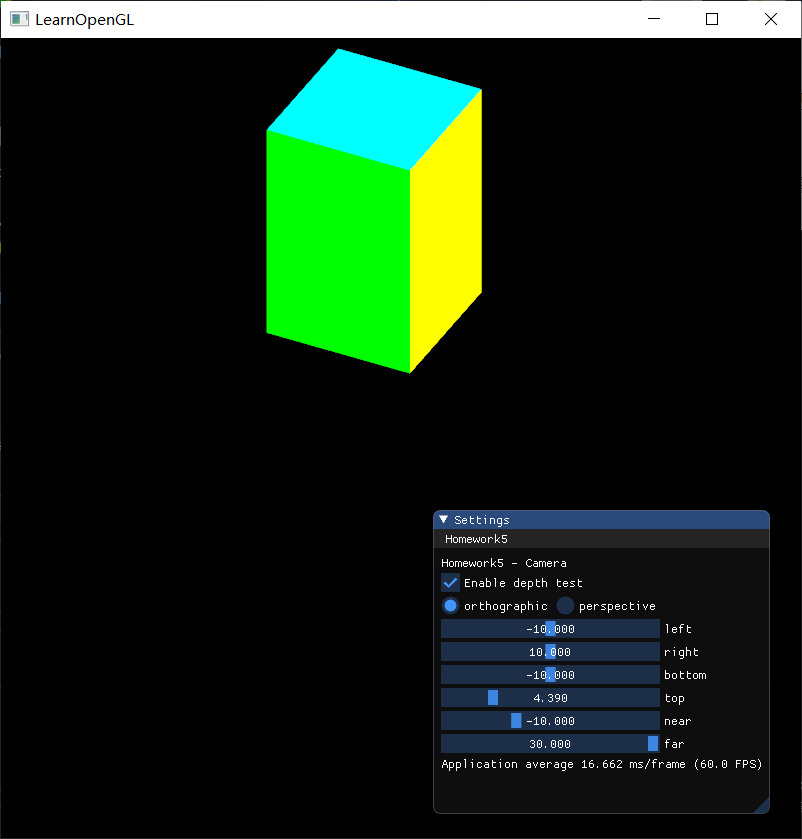 LearnOpenGL
Settings
Homework5
Homework5 - Camera
Enable depth test
orthographic perspective
-10.000 left
10.000 right
-10.000 bottom
4.390 top
-10.000 near
30.000 far
Application average 16.662 ms/frame (60.0 FPS)